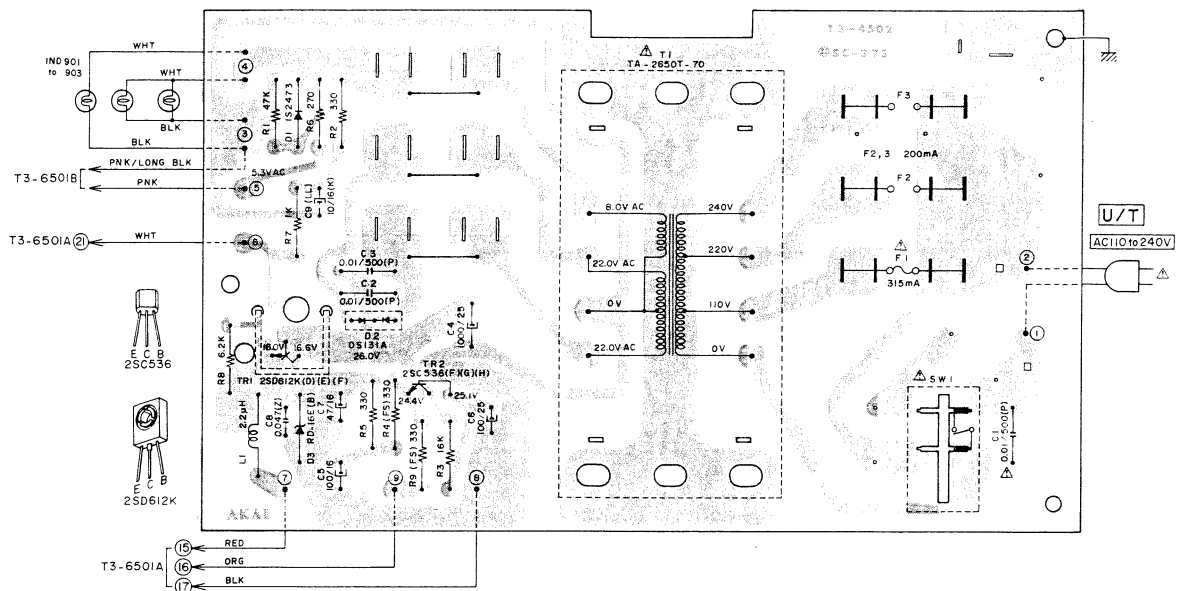 T3-4502
SC-373
IND 901
to 903
WHT
④
WHT
③
BLK
BLK
PNK/LONG BLK
T3-6501B
PNK
5.3VAC
⑤
T3-6501A ㉑
WHT
⑥
R1 47K
D1 1S2473
R6 270
R2 330
R7 1K
C9 (LL) 10/16(K)
C3
0.01/500(P)
C2
0.01/500(P)
D2
DS131A
26.0V
C4 1000/25
18.0V
16.6V
R8 6.2K
TR1 2SD612K(D)(E)(F)
TR2
2SC536(F)(G)(H)
24.4V
25.1V
L1 2.2μH
C8 0.047(Z)
D3 RD-16E(B)
C7 47/16
C5 100/16
R5 330
R4(FS)330
R9(FS)330
R3 16K
C6 100/25
⑦
⑨
⑧
AKAI
E C B
2SC536
E C B
2SD612K
T3-6501A
⑮ RED
⑯ ORG
⑰ BLK
⚠ T1
TA-2650T-70
8.0V AC
22.0V AC
0V
22.0V AC
240V
220V
110V
0V
F3
F2,3 200mA
F2
⚠
F1
315mA
U/T
AC110 to 240V
②
⚠
①
⚠ SW1
C1
0.01/500(P)
⚠